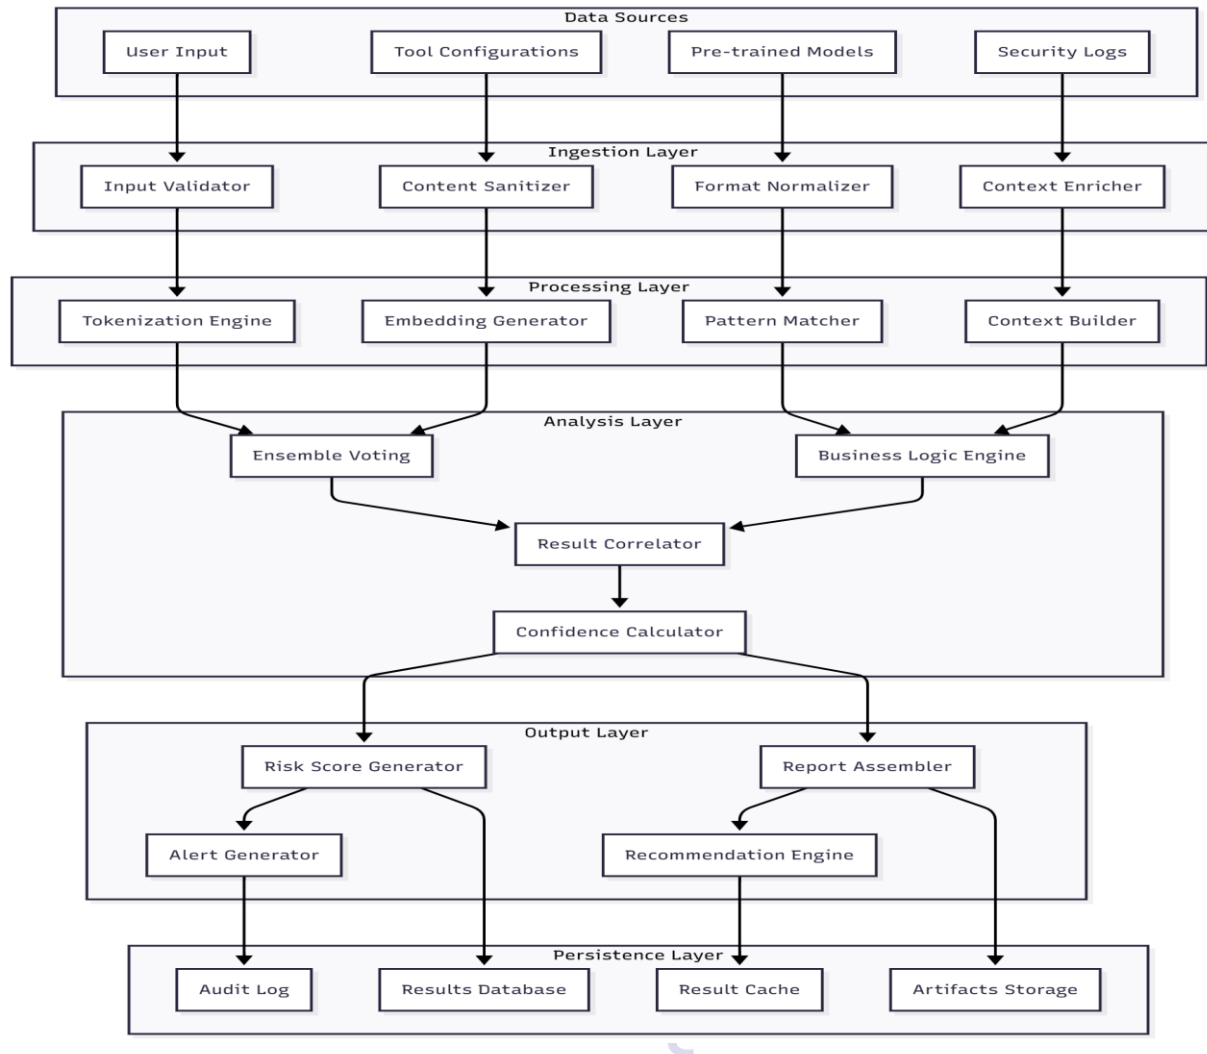 Data Sources
User Input
Tool Configurations
Pre-trained Models
Security Logs
Ingestion Layer
Input Validator
Content Sanitizer
Format Normalizer
Context Enricher
Processing Layer
Tokenization Engine
Embedding Generator
Pattern Matcher
Context Builder
Analysis Layer
Ensemble Voting
Business Logic Engine
Result Correlator
Confidence Calculator
Output Layer
Risk Score Generator
Report Assembler
Alert Generator
Recommendation Engine
Persistence Layer
Audit Log
Results Database
Result Cache
Artifacts Storage